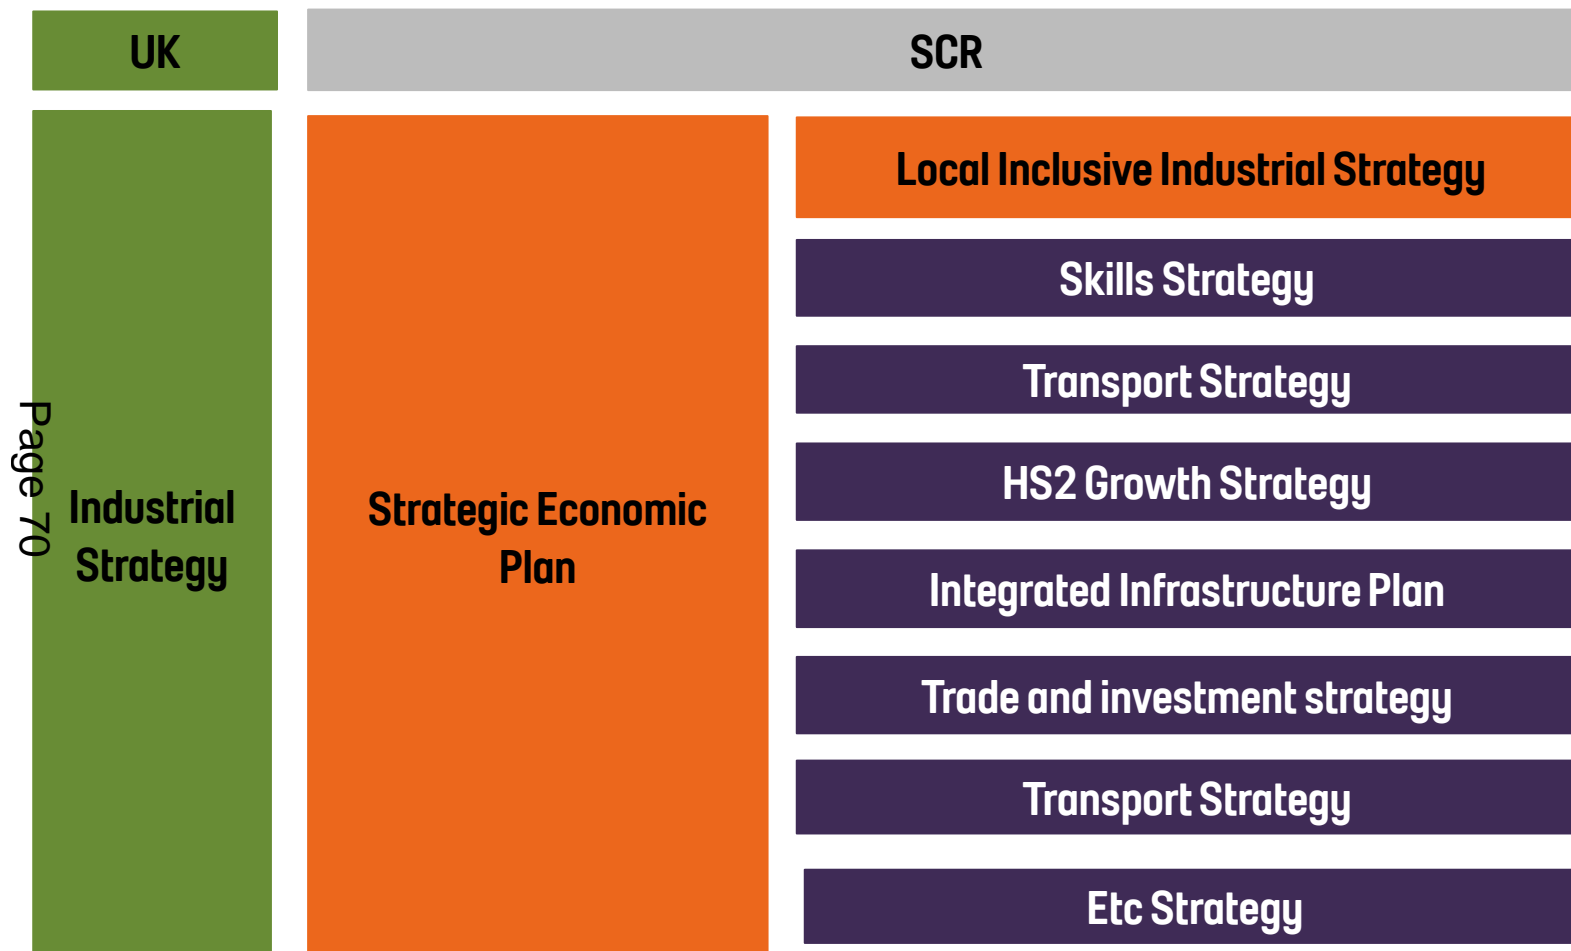 UK
SCR
Page 70
Industrial
Strategy
Strategic Economic
Plan
Local Inclusive Industrial Strategy
Skills Strategy
Transport Strategy
HS2 Growth Strategy
Integrated Infrastructure Plan
Trade and investment strategy
Transport Strategy
Etc Strategy